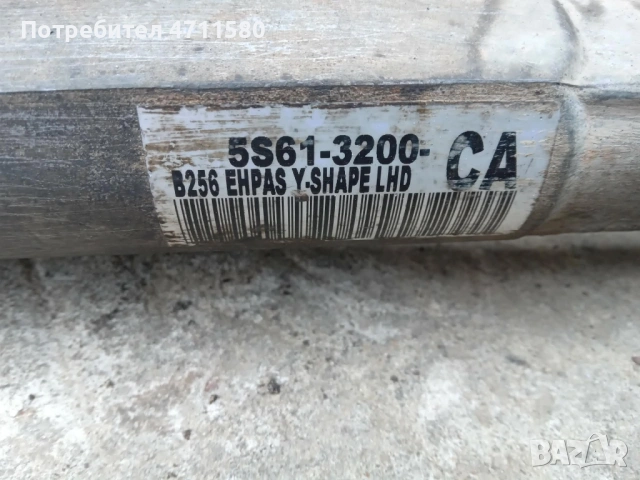 Потребител 4711580
5S61-3200-CA
B256 EHPAS Y-SHAPE LHD
BAZAR